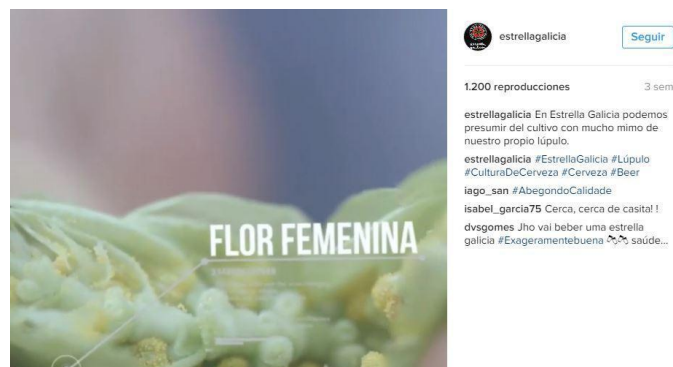 FLOR FEMENINA
estrellagalicia
Seguir
1.200 reproducciones
3 sem
estrellagalicia En Estrella Galicia podemos
presumir del cultivo con mucho mimo de
nuestro propio lúpulo.
estrellagalicia #EstrellaGalicia #Lúpulo
#CulturaDeCerveza #Cerveza #Beer
iago_san #AbegondoCalidade
isabel_garcia75 Cerca, cerca de casita! !
dvsgomes Jho vai beber uma estrella
galicia #Exageramentebuena 🍻🍻 saúde...